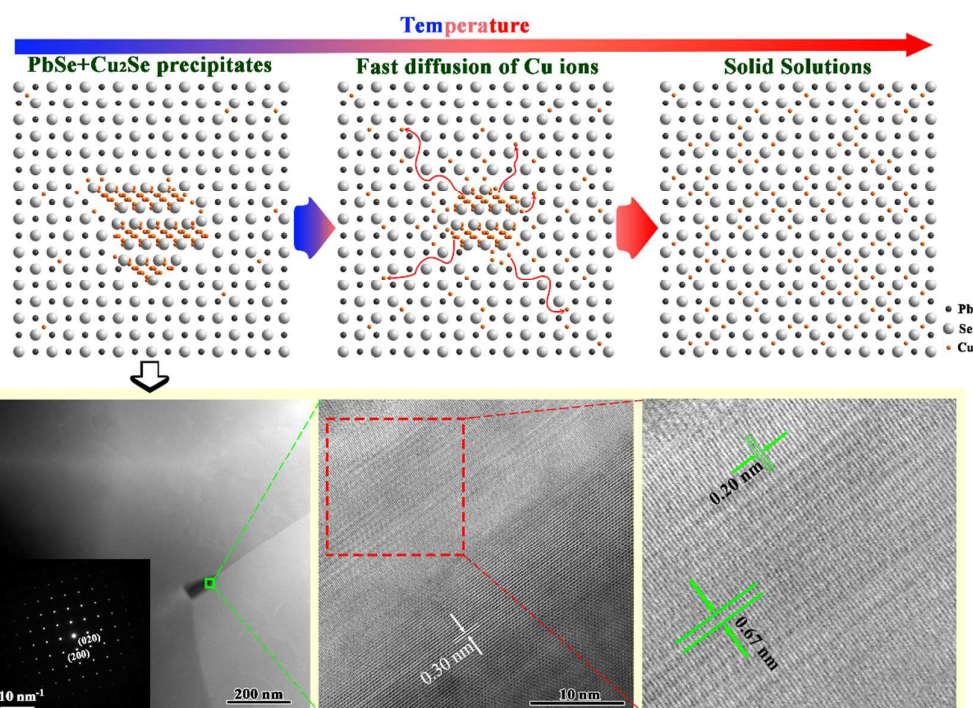 Temperature
PbSe+Cu₂Se precipitates
Fast diffusion of Cu ions
Solid Solutions
Pb
Se
Cu
(020)
(200)
10 nm⁻¹
200 nm
0.30 nm
10 nm
0.20 nm
0.67 nm